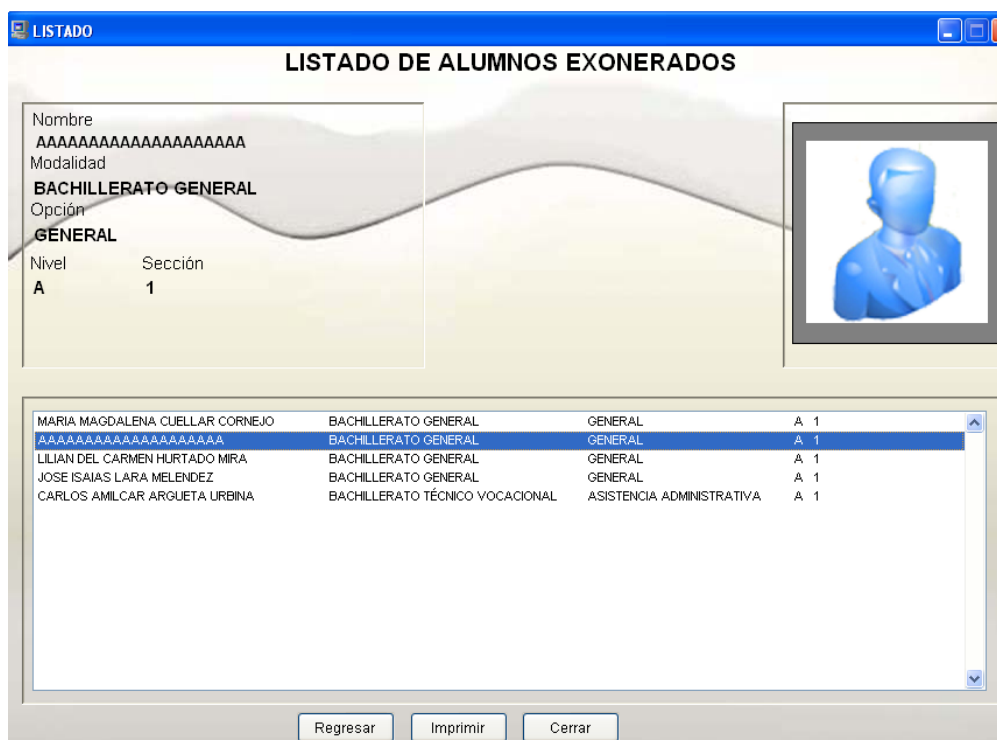 LISTADO
LISTADO DE ALUMNOS EXONERADOS
Nombre
AAAAAAAAAAAAAAAAAAAA
Modalidad
BACHILLERATO GENERAL
Opción
GENERAL
Nivel Sección
A 1
MARIA MAGDALENA CUELLAR CORNEJO BACHILLERATO GENERAL GENERAL A 1
AAAAAAAAAAAAAAAAAAAA BACHILLERATO GENERAL GENERAL A 1
LILIAN DEL CARMEN HURTADO MIRA BACHILLERATO GENERAL GENERAL A 1
JOSE ISAIAS LARA MELENDEZ BACHILLERATO GENERAL GENERAL A 1
CARLOS AMILCAR ARGUETA URBINA BACHILLERATO TÉCNICO VOCACIONAL ASISTENCIA ADMINISTRATIVA A 1
Regresar Imprimir Cerrar